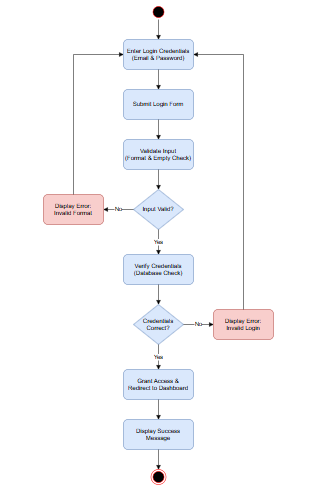 Enter Login Credentials
(Email & Password)
Submit Login Form
Validate Input
(Format & Empty Check)
Display Error:
Invalid Format
No
Input Valid?
Yes
Verify Credentials
(Database Check)
Credentials
Correct?
No
Display Error:
Invalid Login
Yes
Grant Access &
Redirect to Dashboard
Display Success
Message